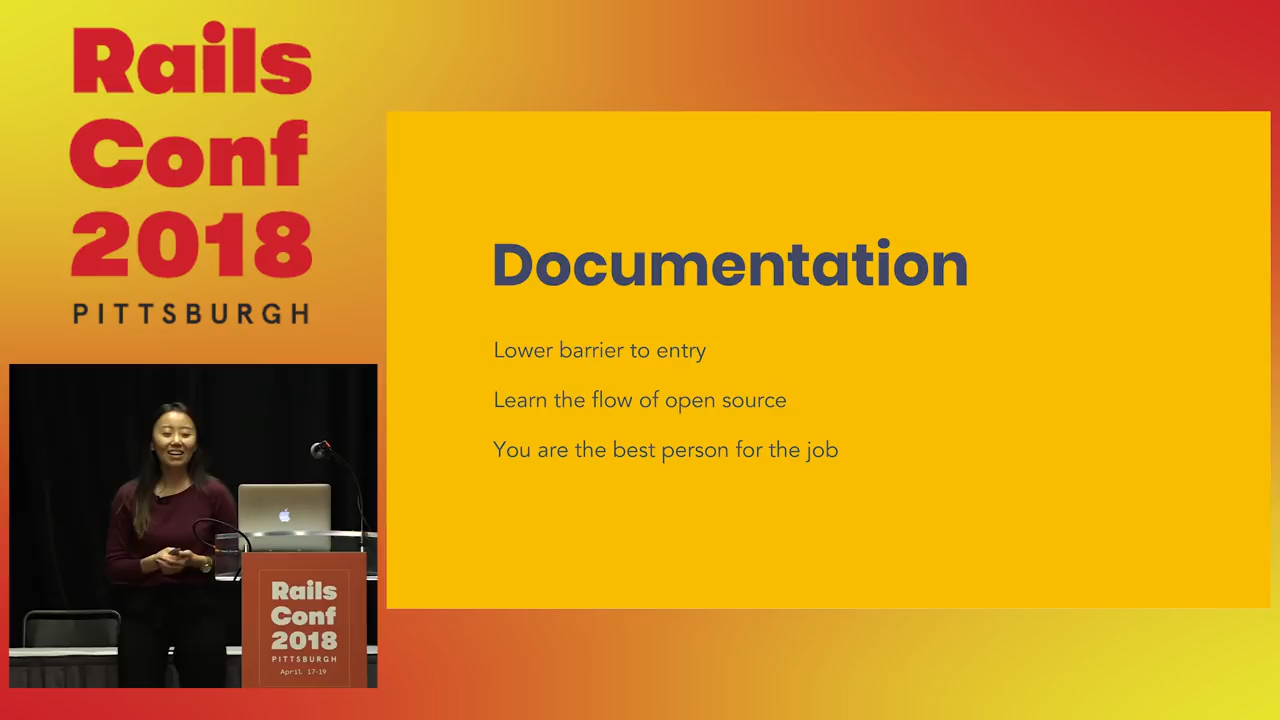 Rails
Conf
2018
PITTSBURGH
Documentation
Lower barrier to entry
Learn the flow of open source
You are the best person for the job
Rails
Conf
2018
PITTSBURGH
April 17-19